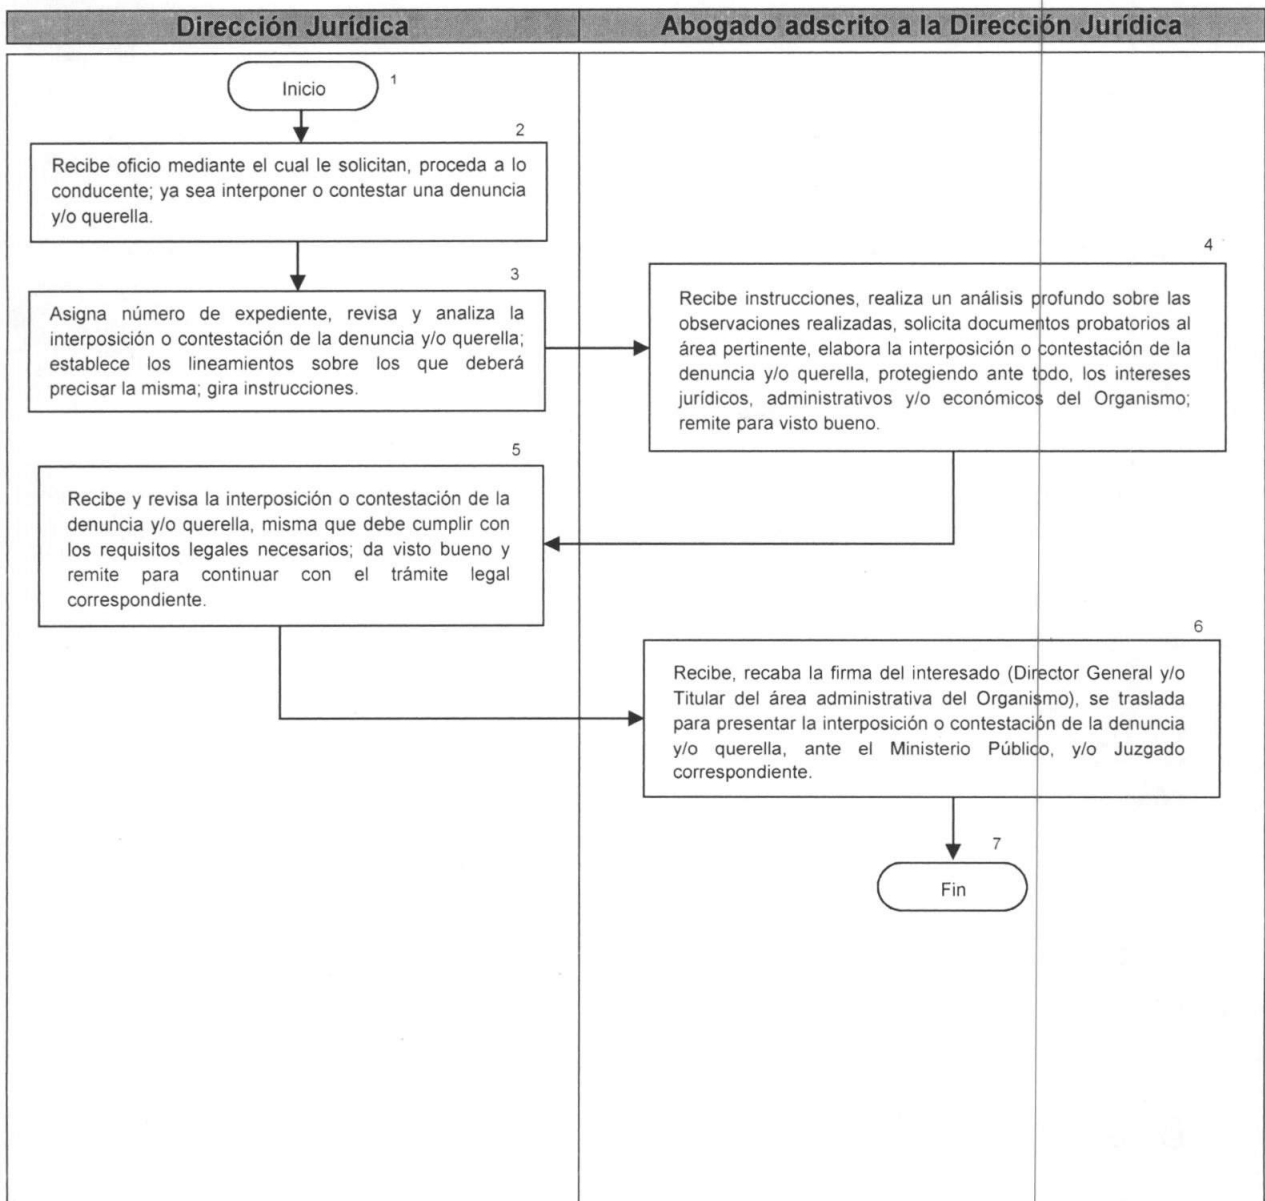 Dirección Jurídica
Abogado adscrito a la Dirección Jurídica
Inicio
1
2
Recibe oficio mediante el cual le solicitan, proceda a lo
conducente; ya sea interponer o contestar una denuncia
y/o querella.
3
Asigna número de expediente, revisa y analiza la
interposición o contestación de la denuncia y/o querella;
establece los lineamientos sobre los que deberá
precisar la misma; gira instrucciones.
4
Recibe instrucciones, realiza un análisis profundo sobre las
observaciones realizadas, solicita documentos probatorios al
área pertinente, elabora la interposición o contestación de la
denuncia y/o querella, protegiendo ante todo, los intereses
jurídicos, administrativos y/o económicos del Organismo;
remite para visto bueno.
5
Recibe y revisa la interposición o contestación de la
denuncia y/o querella, misma que debe cumplir con
los requisitos legales necesarios; da visto bueno y
remite para continuar con el trámite legal
correspondiente.
6
Recibe, recaba la firma del interesado (Director General y/o
Titular del área administrativa del Organismo), se traslada
para presentar la interposición o contestación de la denuncia
y/o querella, ante el Ministerio Público, y/o Juzgado
correspondiente.
7
Fin